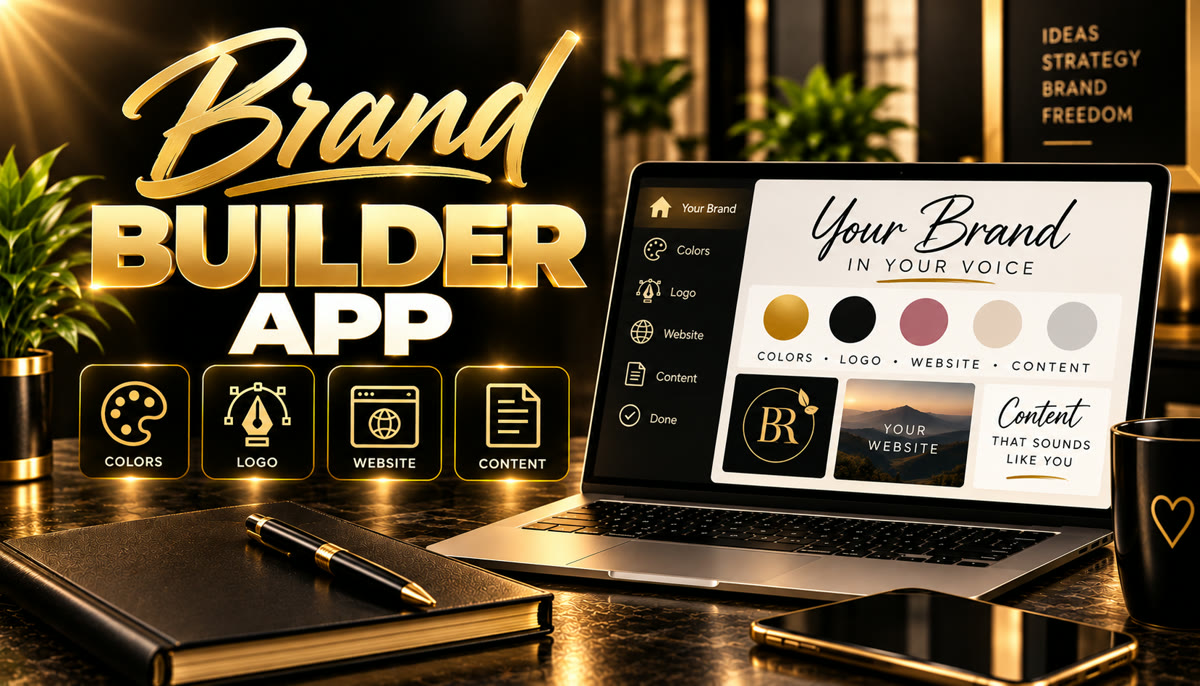 Brand
BUILDER
APP
COLORS
LOGO
WEBSITE
CONTENT
IDEAS
STRATEGY
BRAND
FREEDOM
Your Brand
Colors
Logo
Website
Content
Done
Your Brand
IN YOUR VOICE
COLORS • LOGO • WEBSITE • CONTENT
BR
YOUR
WEBSITE
Content
THAT SOUNDS
LIKE YOU